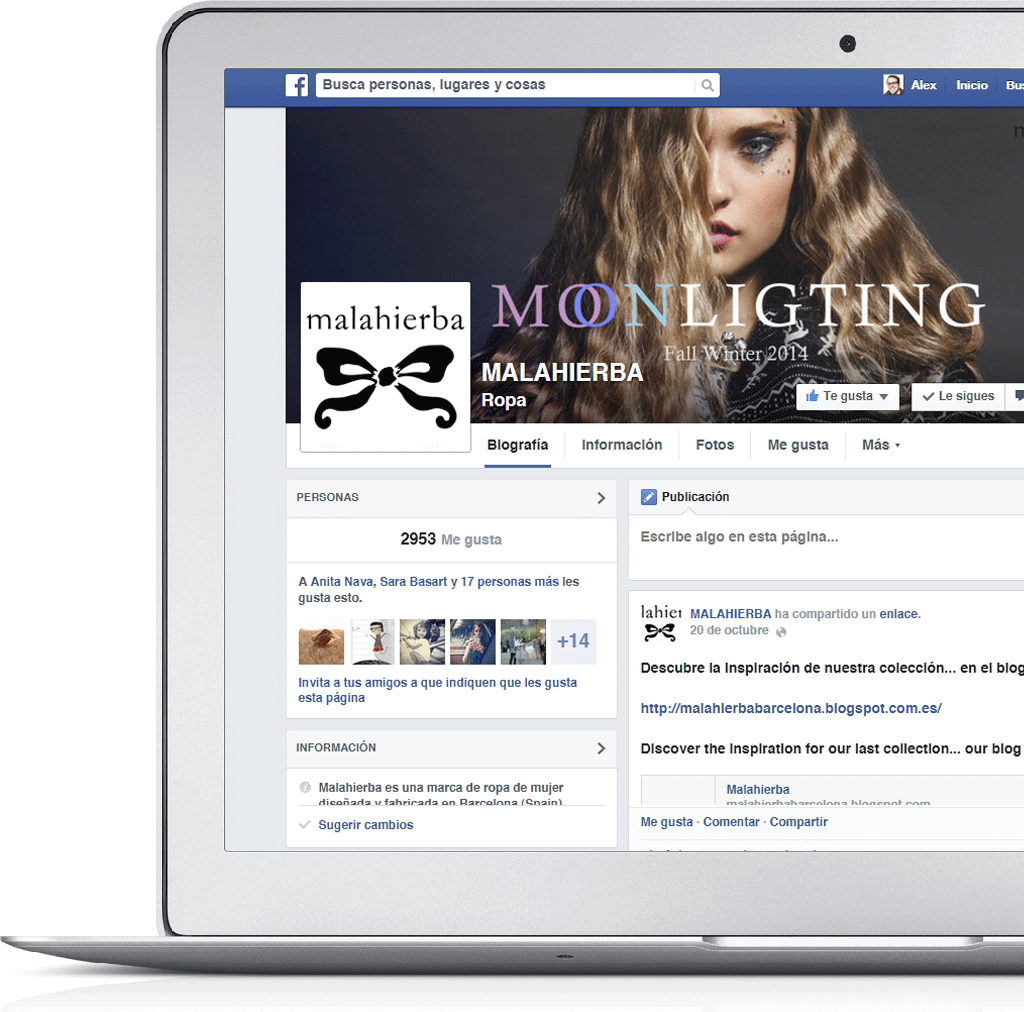 Busca personas, lugares y cosas
Alex
Inicio
Bus
malahierba
MOONLIGTING
Fall Winter 2014
MALAHIERBA
Ropa
Te gusta
Le sigues
Biografía
Información
Fotos
Me gusta
Más
PERSONAS
2953 Me gusta
A Anita Nava, Sara Basart y 17 personas más les
gusta esto.
+14
Invita a tus amigos a que indiquen que les gusta
esta página
INFORMACIÓN
Malahierba es una marca de ropa de mujer
diseñada y fabricada en Barcelona (Spain)
Sugerir cambios
Publicación
Escribe algo en esta página...
lahier
MALAHIERBA ha compartido un enlace.
20 de octubre
Descubre la inspiración de nuestra colección... en el blog
http://malahierbabarcelona.blogspot.com.es/
Discover the inspiration for our last collection... our blog
Malahierba
malahierbabarcelona.blogspot.com
Me gusta · Comentar · Compartir